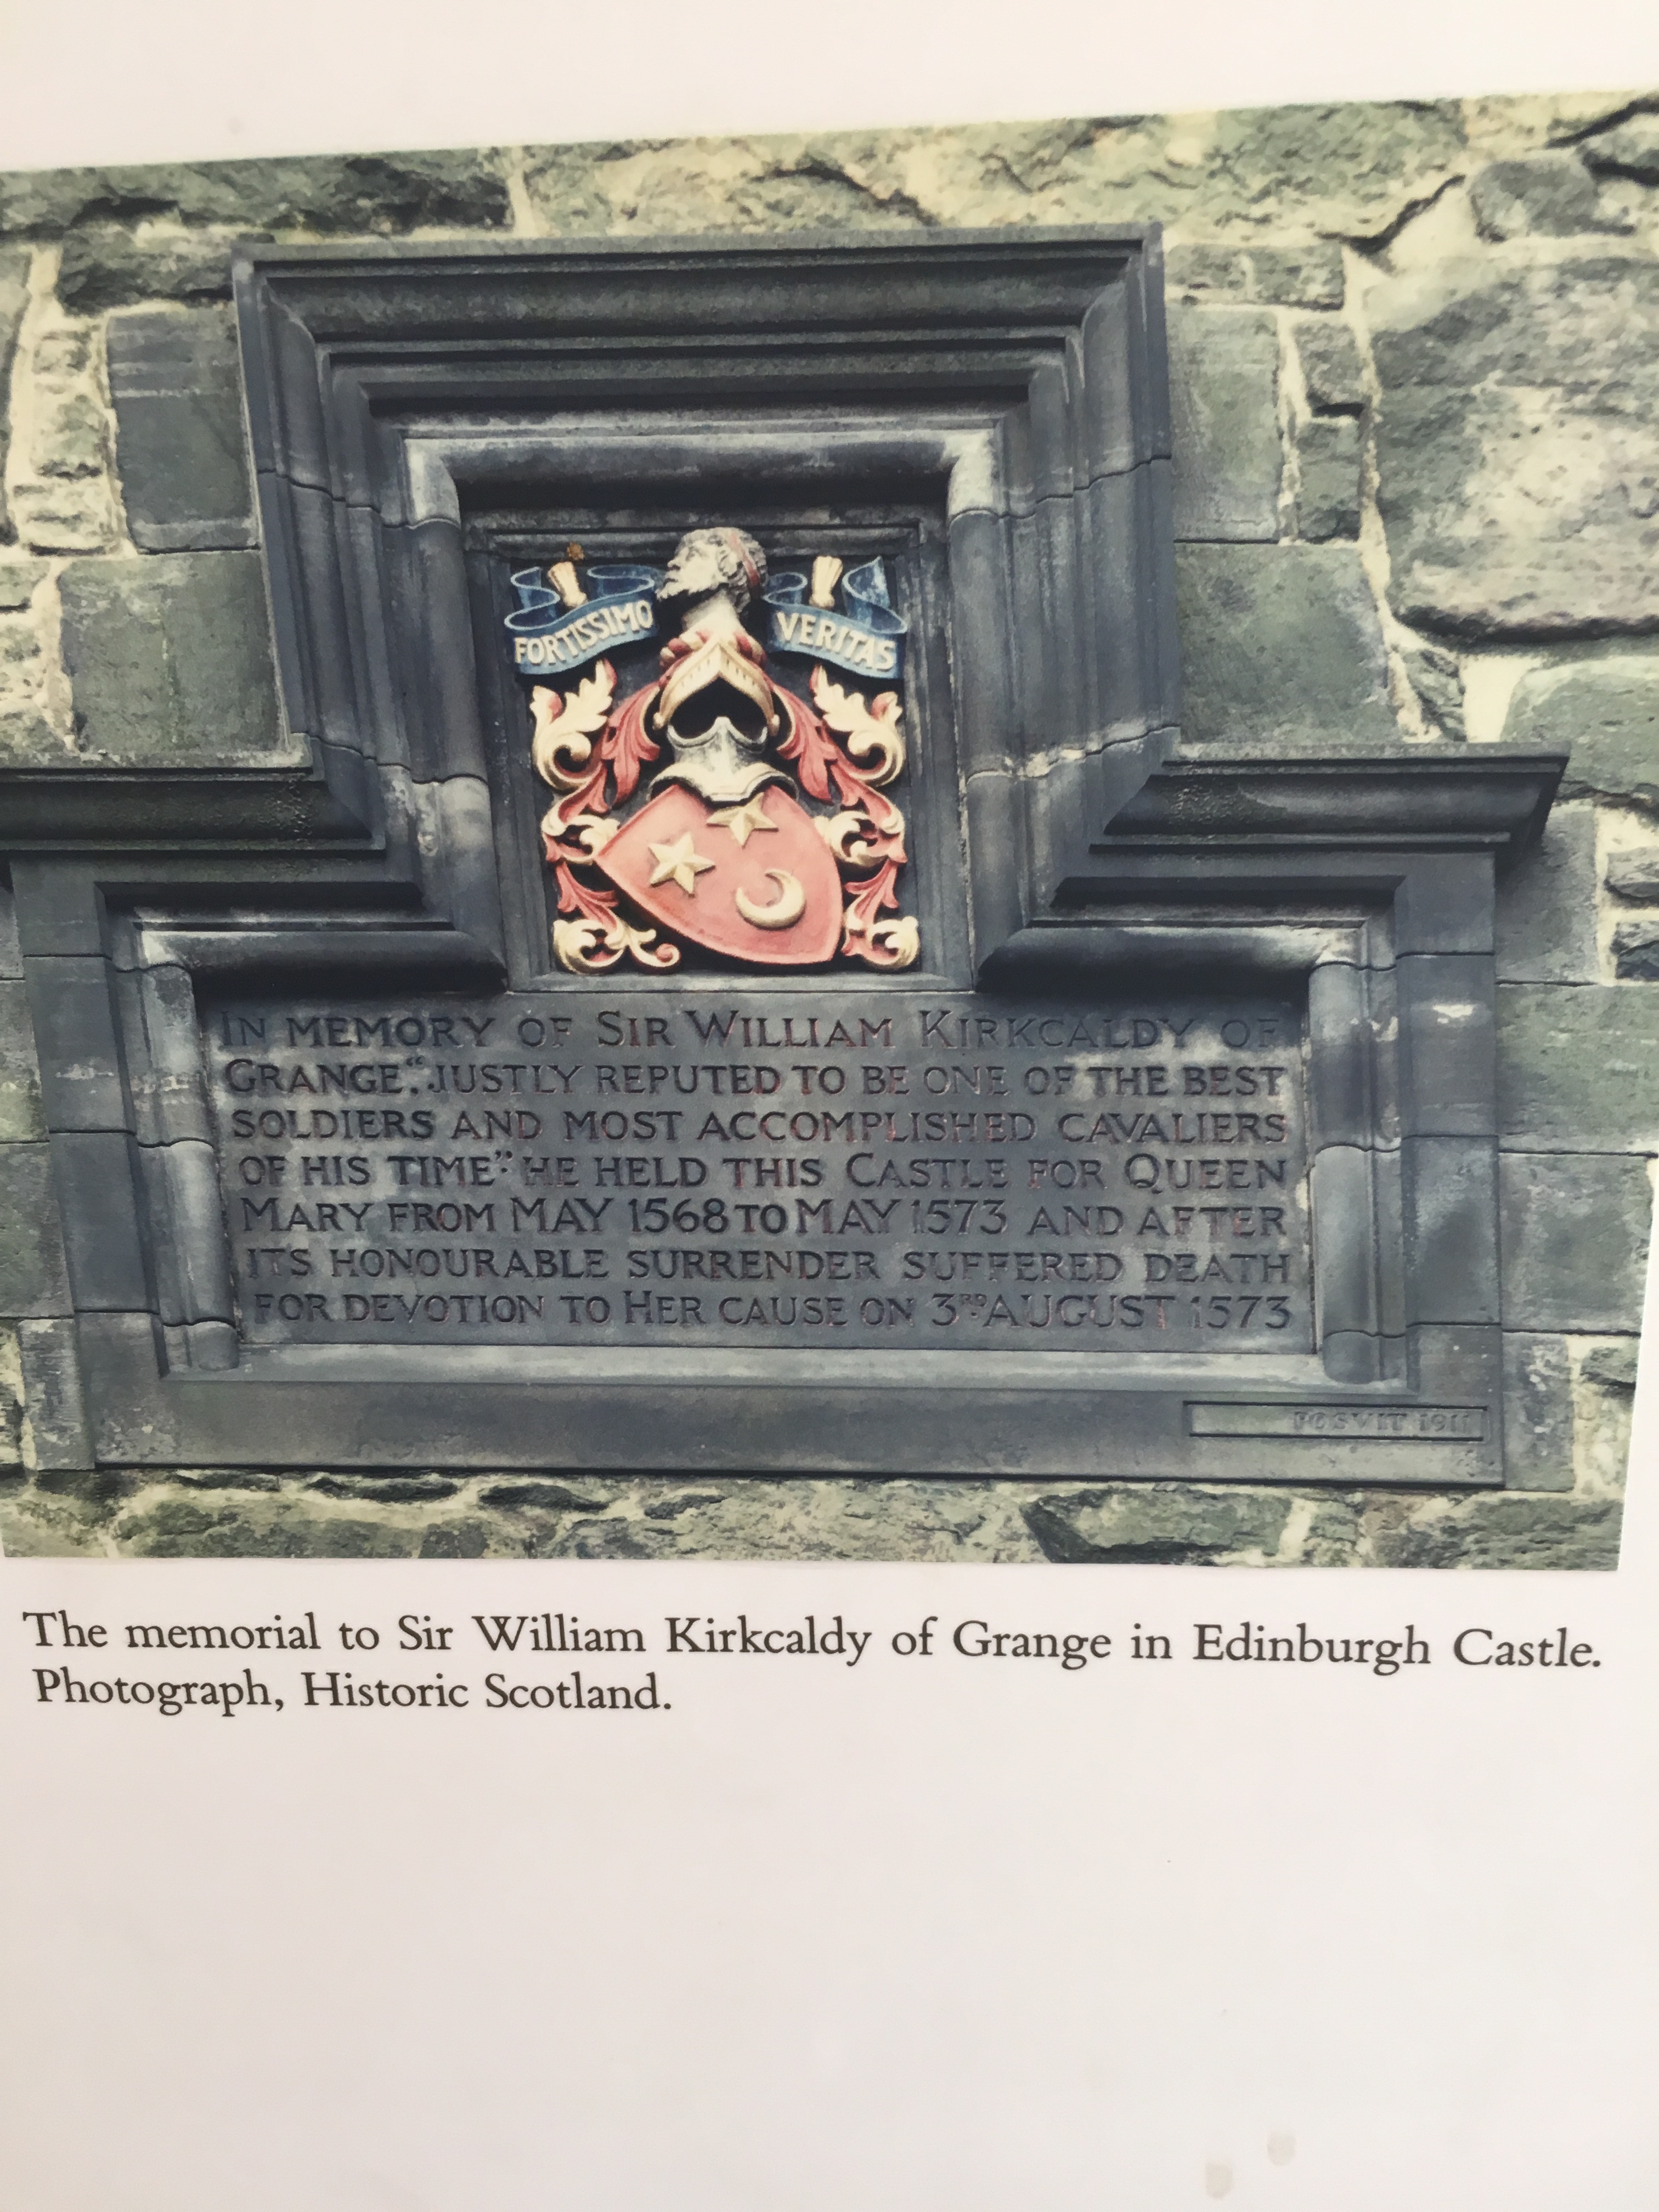 FORTISSIMO VERITAS
IN MEMORY OF SIR WILLIAM KIRKCALDY OF
GRANGE."JUSTLY REPUTED TO BE ONE OF THE BEST
SOLDIERS AND MOST ACCOMPLISHED CAVALIERS
OF HIS TIME" HE HELD THIS CASTLE FOR QUEEN
MARY FROM MAY 1568 TO MAY 1573 AND AFTER
ITS HONOURABLE SURRENDER SUFFERED DEATH
FOR DEVOTION TO HER CAUSE ON 3RD AUGUST 1573
POSVIT 1911
The memorial to Sir William Kirkcaldy of Grange in Edinburgh Castle.
Photograph, Historic Scotland.